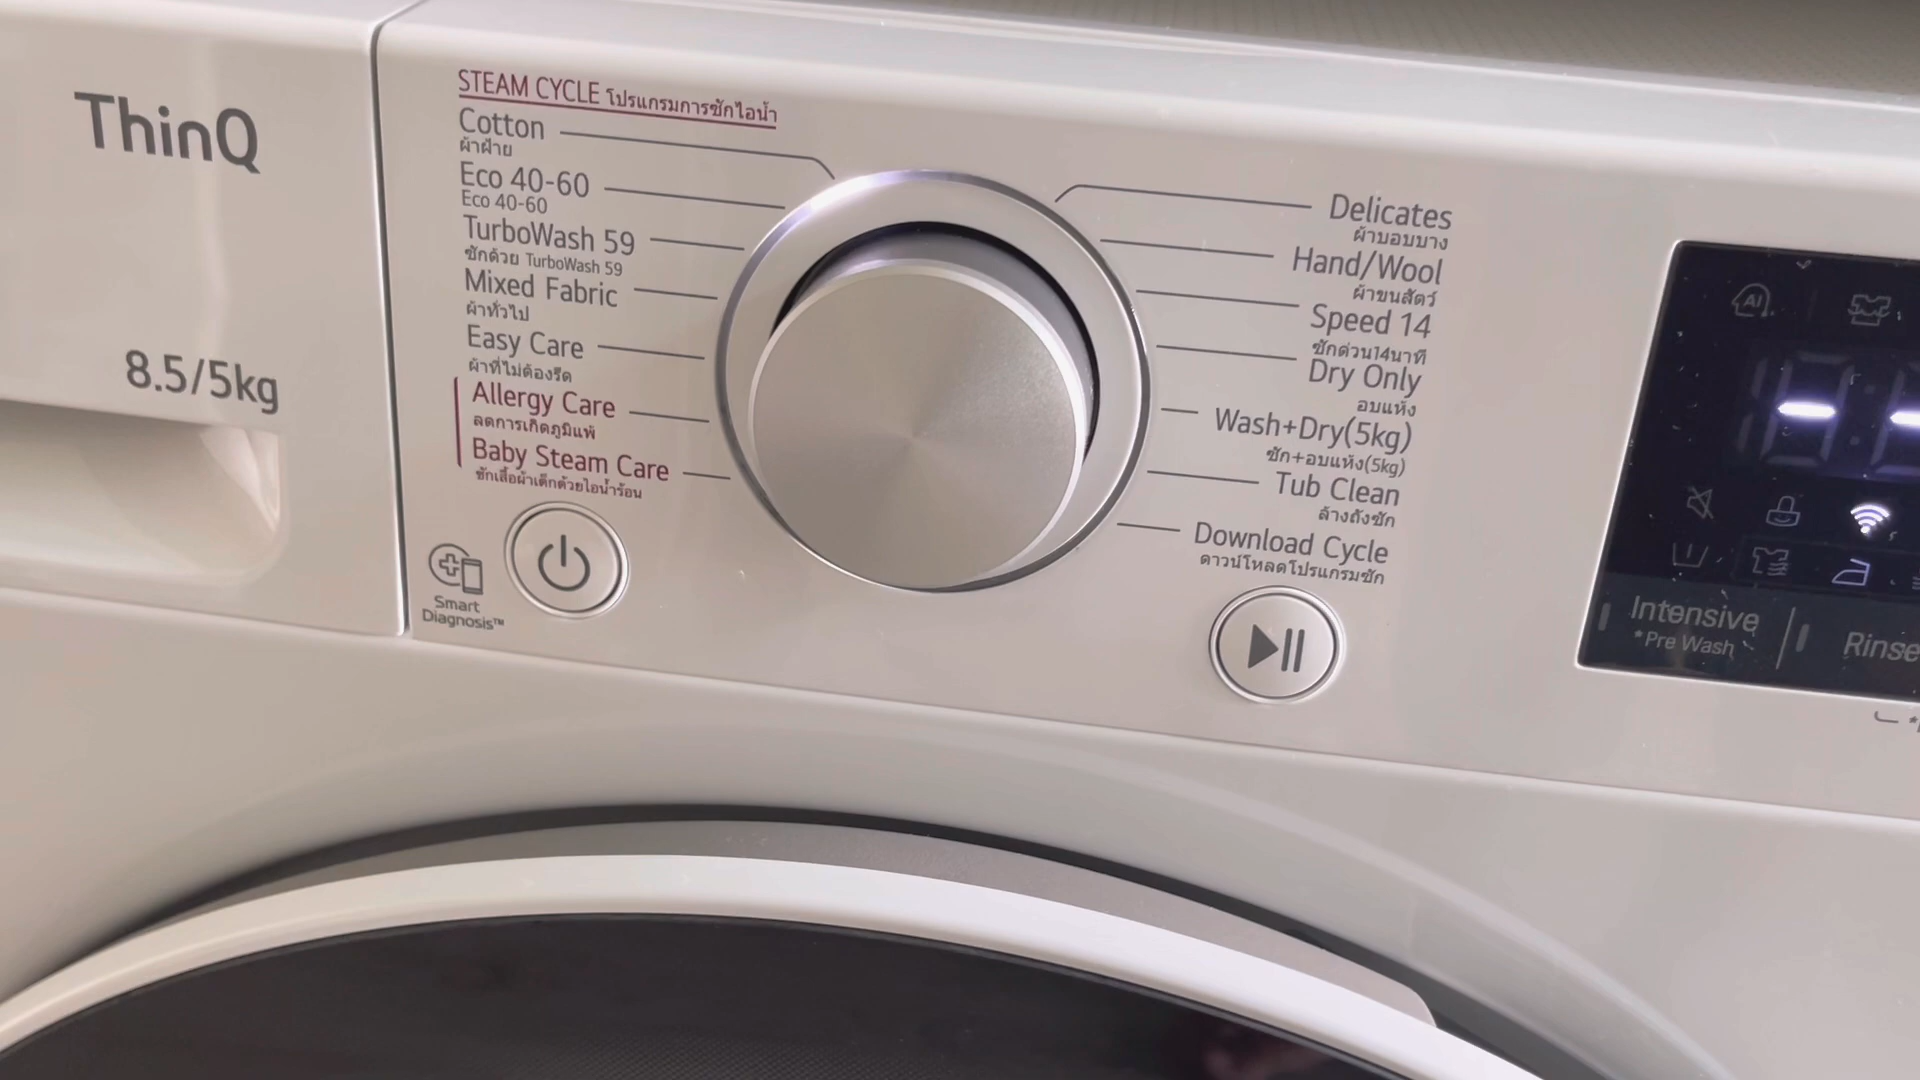 ThinQ
8.5/5kg
STEAM CYCLE โปรแกรมการซักไอน้ำ
Cotton
ผ้าฝ้าย
Eco 40-60
Eco 40-60
TurboWash 59
ซักด้วย TurboWash 59
Mixed Fabric
ผ้าทั่วไป
Easy Care
ผ้าที่ไม่ต้องรีด
Allergy Care
ลดการเกิดภูมิแพ้
Baby Steam Care
ซักเสื้อผ้าเด็กด้วยไอน้ำร้อน
Smart
Diagnosis™
Delicates
ผ้าบอบบาง
Hand/Wool
ผ้าขนสัตว์
Speed 14
ซักด่วน14นาที
Dry Only
อบแห้ง
Wash+Dry(5kg)
ซัก+อบแห้ง(5kg)
Tub Clean
ล้างถังซัก
Download Cycle
ดาวน์โหลดโปรแกรมซัก
AI
Intensive
*Pre Wash
Rinse